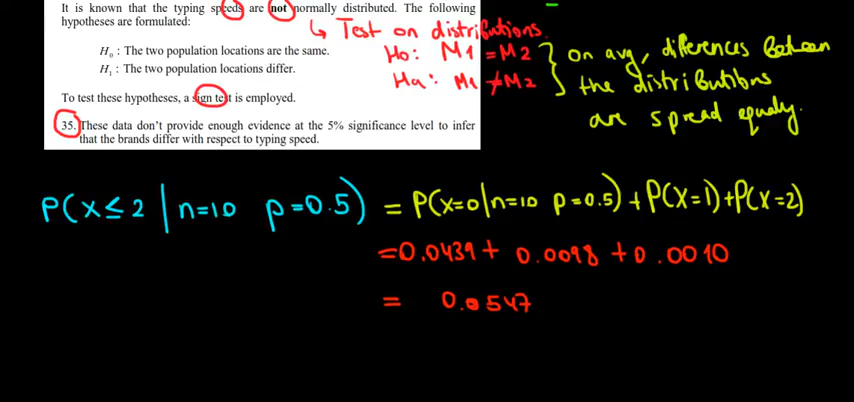 It is known that the typing speeds are not normally distributed. The following
hypotheses are formulated:
Test on distributions.
H₀ : The two population locations are the same.
H₁ : The two population locations differ.
Ho: M1 = M2
Ha: M1 ≠ M2
on avg, differences between
the distributions
are spread equally.
To test these hypotheses, a sign test is employed.
35. These data don't provide enough evidence at the 5% significance level to infer
that the brands differ with respect to typing speed.
P(x ≤ 2 | n=10 p=0.5) = P(x=0|n=10 p=0.5) + P(x=1) + P(x=2)
= 0.0439 + 0.0098 + 0.0010
= 0.0547